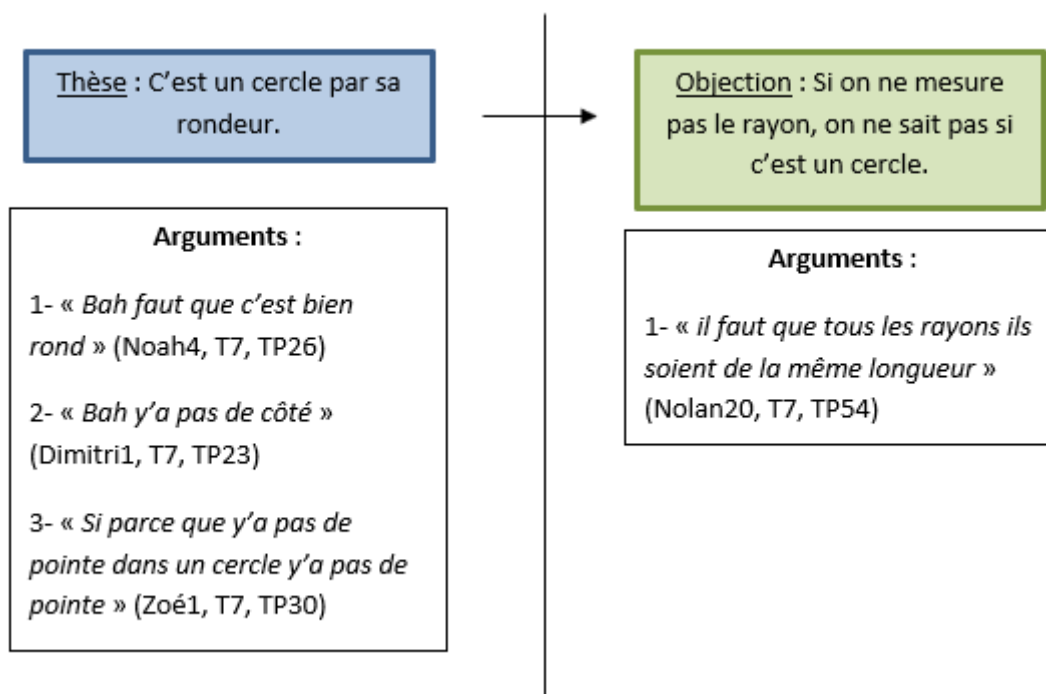 Thèse : C’est un cercle par sa
rondeur.
Arguments :
1- « Bah faut que c’est bien
rond » (Noah4, T7, TP26)
2- « Bah y’a pas de côté »
(Dimitri1, T7, TP23)
3- « Si parce que y’a pas de
pointe dans un cercle y’a pas de
pointe » (Zoé1, T7, TP30)
Objection : Si on ne mesure
pas le rayon, on ne sait pas si
c’est un cercle.
Arguments :
1- « il faut que tous les rayons ils
soient de la même longueur »
(Nolan20, T7, TP54)